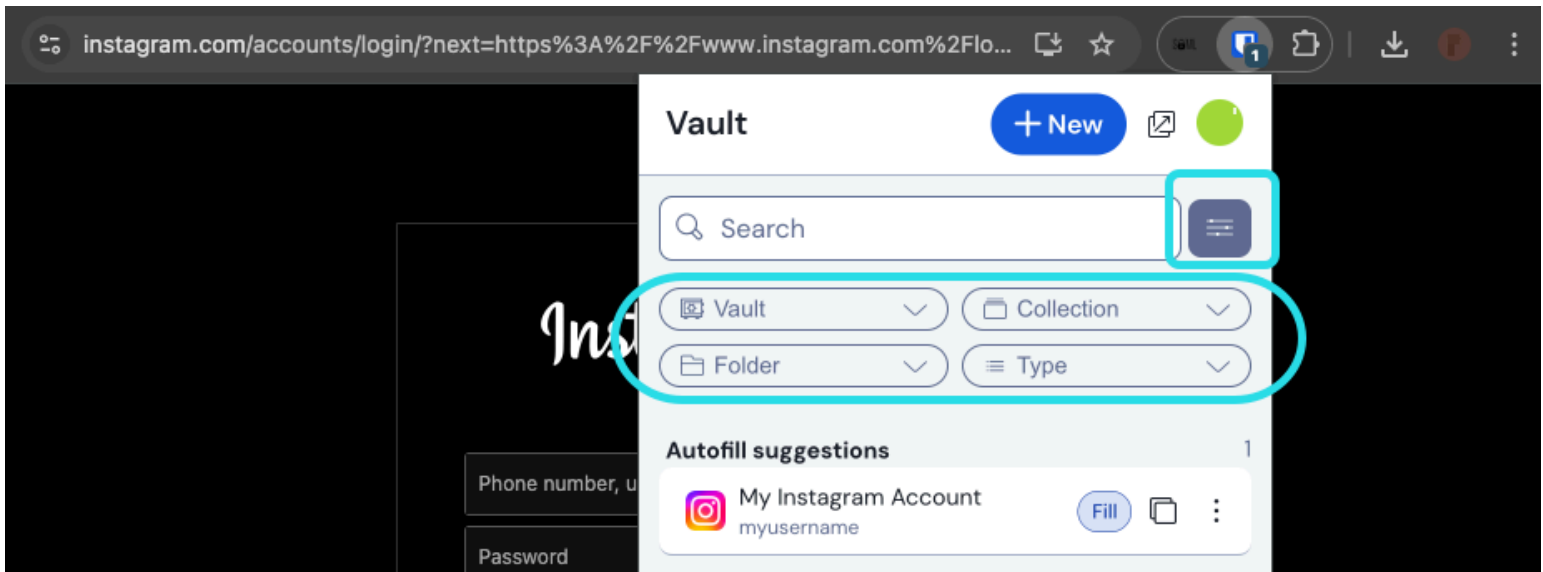 instagram.com/accounts/login/?next=https%3A%2F%2Fwww.instagram.com%2Flo...
1
Vault
+ New
Search
Vault
Collection
Folder
Type
Inst
Autofill suggestions
1
Phone number, u
My Instagram Account
myusername
Fill
Password